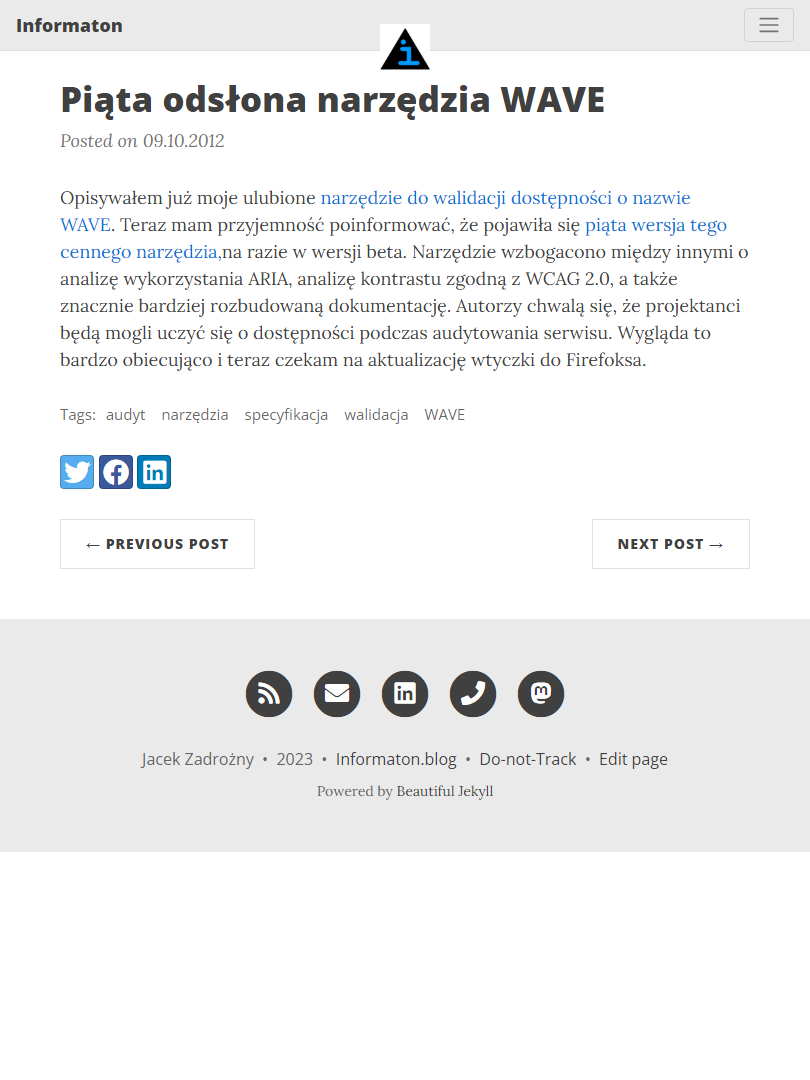 Informaton
Piąta odsłona narzędzia WAVE
Posted on 09.10.2012
Opisywałem już moje ulubione narzędzie do walidacji dostępności o nazwie
WAVE. Teraz mam przyjemność poinformować, że pojawiła się piąta wersja tego
cennego narzędzia,na razie w wersji beta. Narzędzie wzbogacono między innymi o
analizę wykorzystania ARIA, analizę kontrastu zgodną z WCAG 2.0, a także
znacznie bardziej rozbudowaną dokumentację. Autorzy chwalą się, że projektanci
będą mogli uczyć się o dostępności podczas audytowania serwisu. Wygląda to
bardzo obiecująco i teraz czekam na aktualizację wtyczki do Firefoksa.
Tags: audyt narzędzia specyfikacja walidacja WAVE
← PREVIOUS POST NEXT POST →
Jacek Zadrożny • 2023 • Informaton.blog • Do-not-Track • Edit page
Powered by Beautiful Jekyll